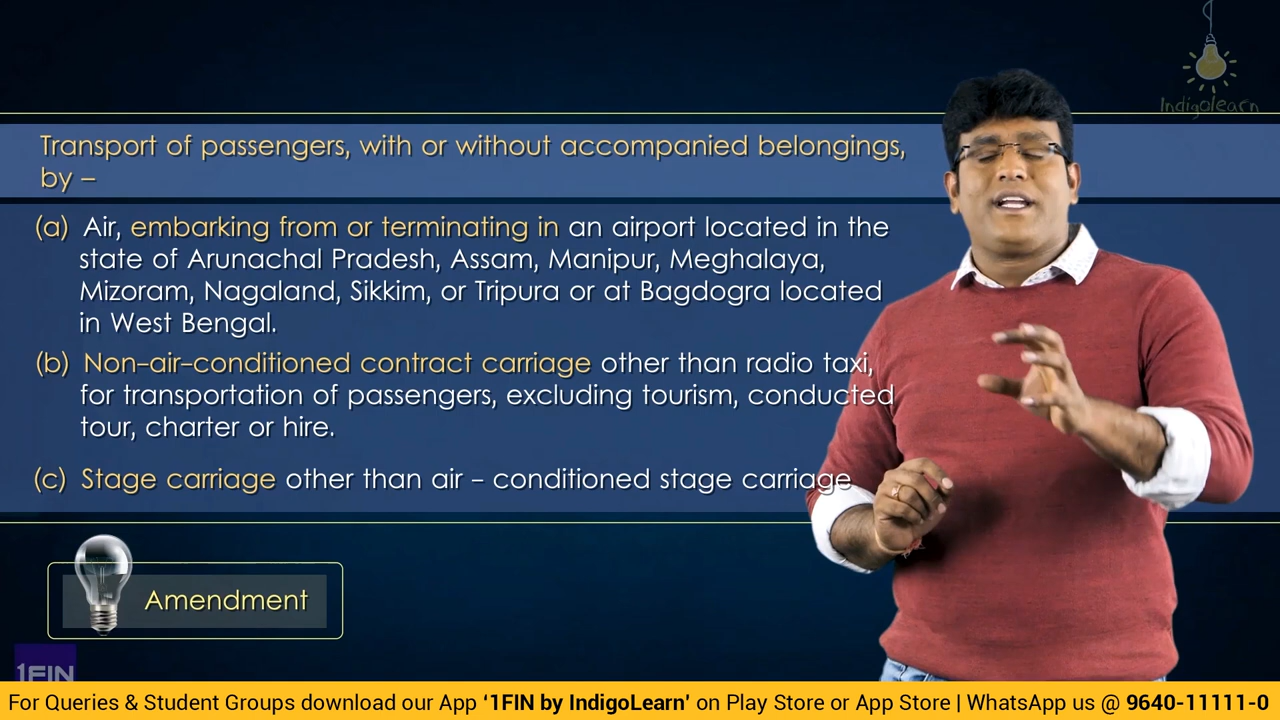 Indigolearn
Transport of passengers, with or without accompanied belongings,
by –
(a) Air, embarking from or terminating in an airport located in the
state of Arunachal Pradesh, Assam, Manipur, Meghalaya,
Mizoram, Nagaland, Sikkim, or Tripura or at Bagdogra located
in West Bengal.
(b) Non-air-conditioned contract carriage other than radio taxi,
for transportation of passengers, excluding tourism, conducted
tour, charter or hire.
(c) Stage carriage other than air - conditioned stage carriage
Amendment
1FIN
For Queries & Student Groups download our App ‘1FIN by IndigoLearn’ on Play Store or App Store | WhatsApp us @ 9640-11111-0